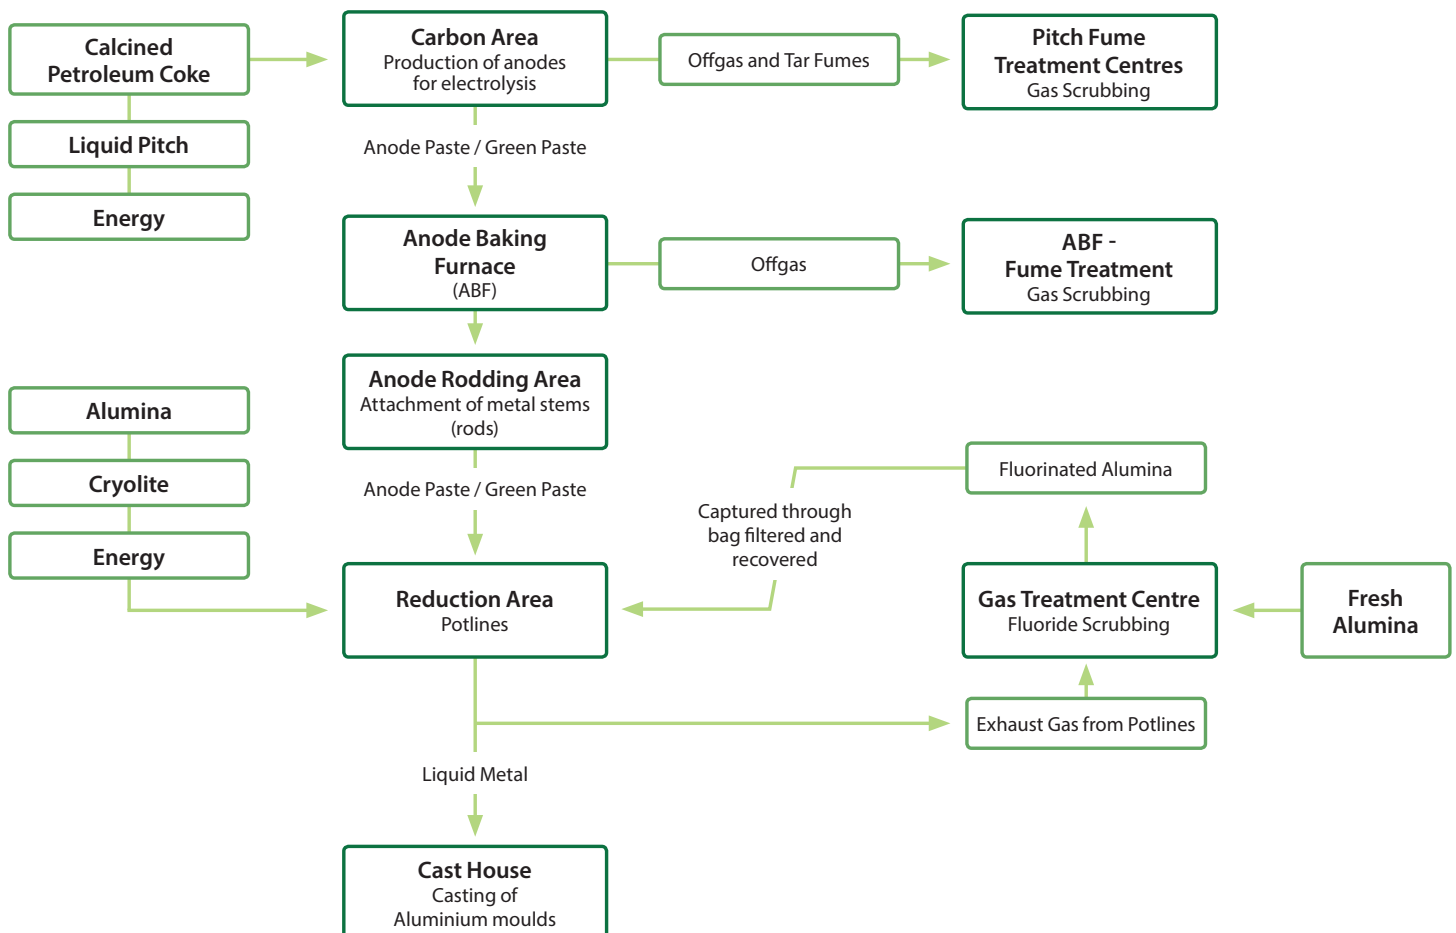 Calcined
Petroleum Coke
Liquid Pitch
Energy
Carbon Area
Production of anodes
for electrolysis
Offgas and Tar Fumes
Pitch Fume
Treatment Centres
Gas Scrubbing
Anode Paste / Green Paste
Anode Baking
Furnace
(ABF)
Offgas
ABF -
Fume Treatment
Gas Scrubbing
Anode Rodding Area
Attachment of metal stems
(rods)
Alumina
Cryolite
Energy
Anode Paste / Green Paste
Fluorinated Alumina
Captured through
bag filtered and
recovered
Reduction Area
Potlines
Gas Treatment Centre
Fluoride Scrubbing
Fresh
Alumina
Exhaust Gas from Potlines
Liquid Metal
Cast House
Casting of
Aluminium moulds